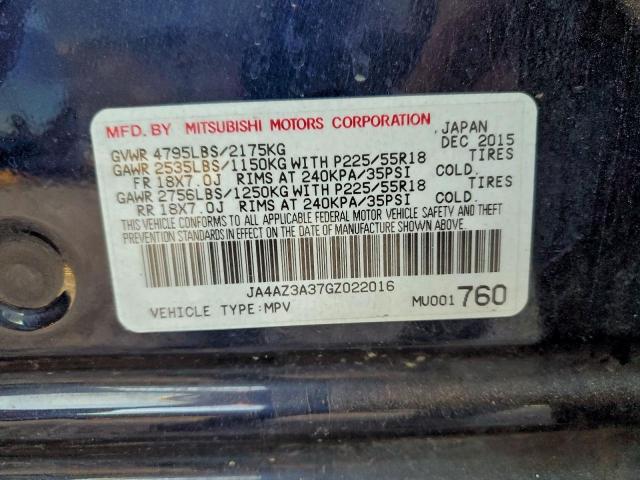 MFD. BY MITSUBISHI MOTORS CORPORATION JAPAN
GVWR 4795LBS/2175KG DEC 2015
GAWR 2535LBS/1150KG WITH P225/55R18 TIRES
FR 18X7.0J RIMS AT 240KPA/35PSI COLD.
GAWR 2756LBS/1250KG WITH P225/55R18 TIRES
RR 18X7.0J RIMS AT 240KPA/35PSI COLD.
THIS VEHICLE CONFORMS TO ALL APPLICABLE FEDERAL MOTOR VEHICLE SAFETY AND THEFT
PREVENTION STANDARDS IN EFFECT ON THE DATE OF MANUFACTURE SHOWN ABOVE.
JA4AZ3A37GZ022016
VEHICLE TYPE:MPV MU001760